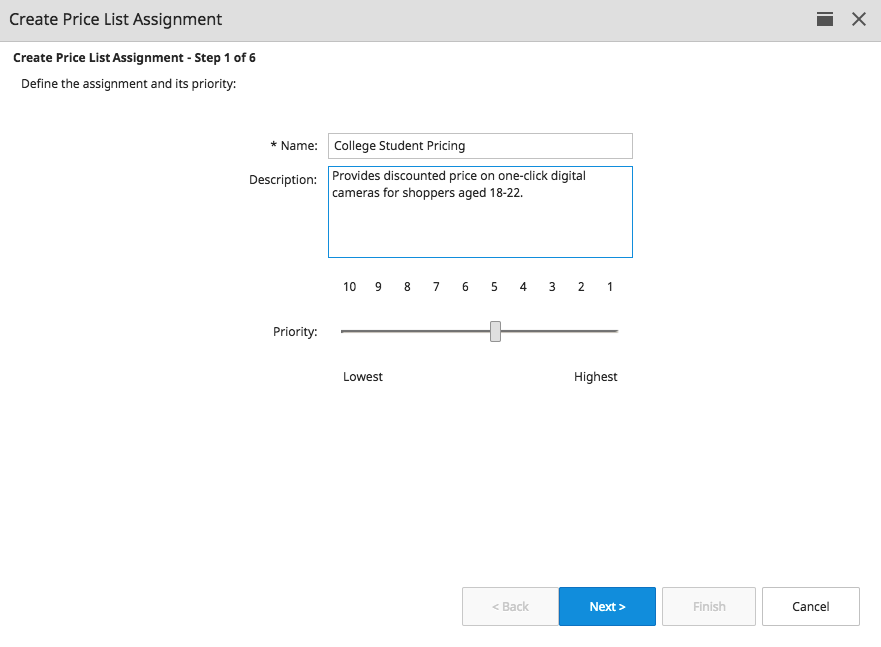 Create Price List Assignment
Create Price List Assignment - Step 1 of 6
Define the assignment and its priority:
* Name: College Student Pricing
Description: Provides discounted price on one-click digital
cameras for shoppers aged 18-22.
10 9 8 7 6 5 4 3 2 1
Priority:
Lowest Highest
< Back Next > Finish Cancel